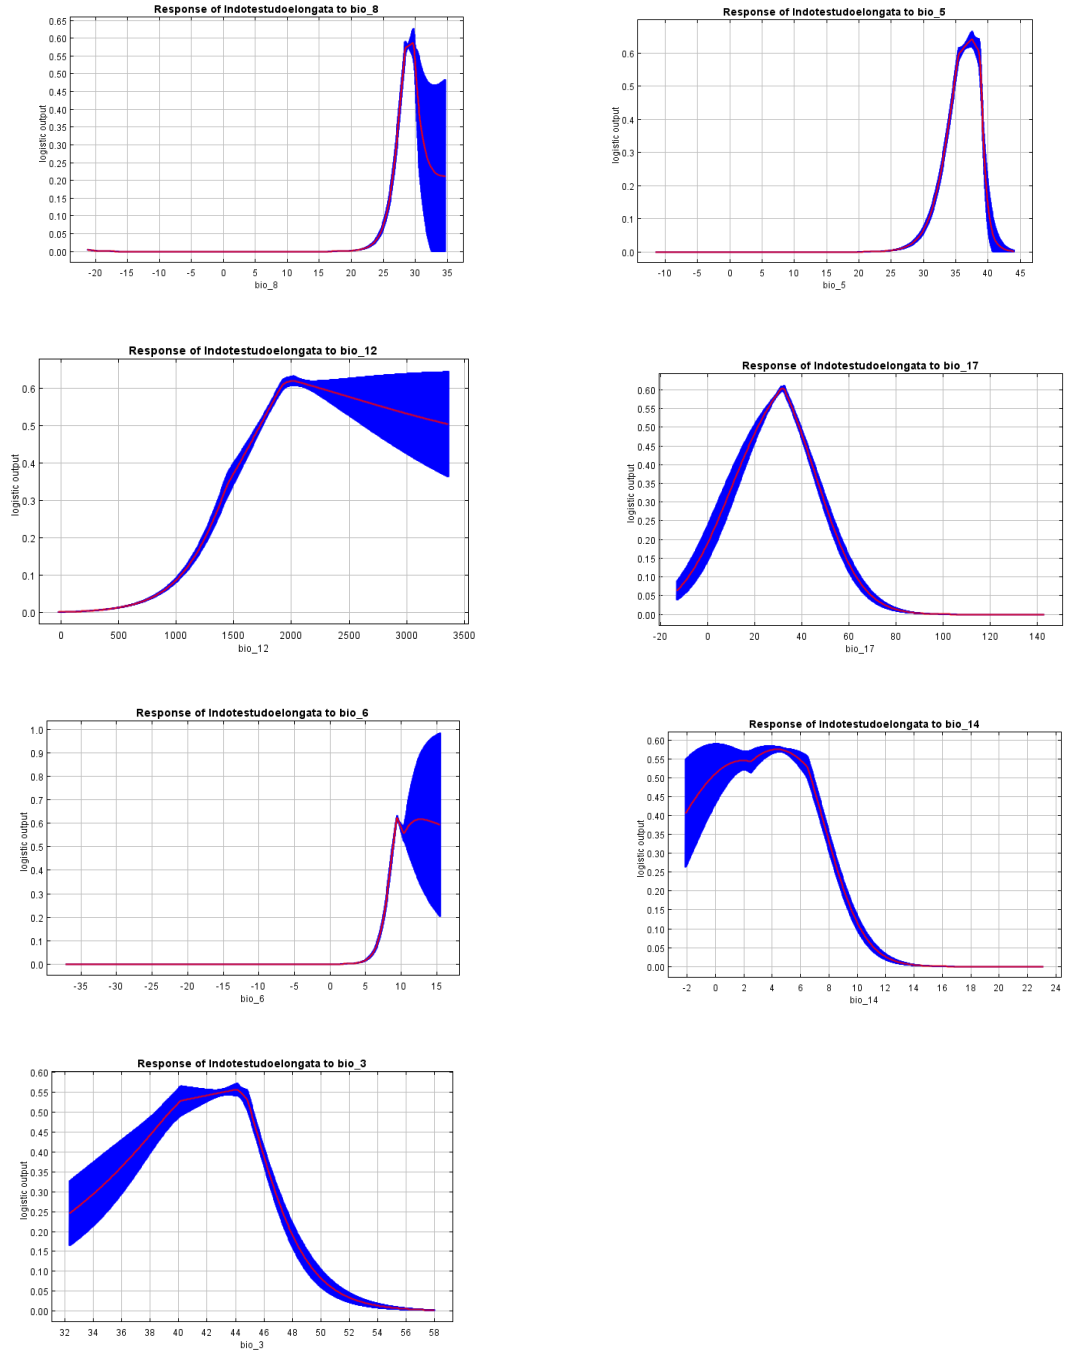 Response of Indotestudoelongata to bio_8
logistic output
0.65
0.60
0.55
0.50
0.45
0.40
0.35
0.30
0.25
0.20
0.15
0.10
0.05
0.00
-20 -15 -10 -5 0 5 10 15 20 25 30 35
bio_8
Response of Indotestudoelongata to bio_5
logistic output
0.6
0.5
0.4
0.3
0.2
0.1
0.0
-10 -5 0 5 10 15 20 25 30 35 40 45
bio_5
Response of Indotestudoelongata to bio_12
logistic output
0.6
0.5
0.4
0.3
0.2
0.1
0.0
0 500 1000 1500 2000 2500 3000 3500
bio_12
Response of Indotestudoelongata to bio_17
logistic output
0.60
0.55
0.50
0.45
0.40
0.35
0.30
0.25
0.20
0.15
0.10
0.05
0.00
-20 0 20 40 60 80 100 120 140
bio_17
Response of Indotestudoelongata to bio_6
logistic output
1.0
0.9
0.8
0.7
0.6
0.5
0.4
0.3
0.2
0.1
0.0
-35 -30 -25 -20 -15 -10 -5 0 5 10 15
bio_6
Response of Indotestudoelongata to bio_14
logistic output
0.60
0.55
0.50
0.45
0.40
0.35
0.30
0.25
0.20
0.15
0.10
0.05
0.00
-2 0 2 4 6 8 10 12 14 16 18 20 22 24
bio_14
Response of Indotestudoelongata to bio_3
logistic output
0.60
0.55
0.50
0.45
0.40
0.35
0.30
0.25
0.20
0.15
0.10
0.05
0.00
32 34 36 38 40 42 44 46 48 50 52 54 56 58
bio_3